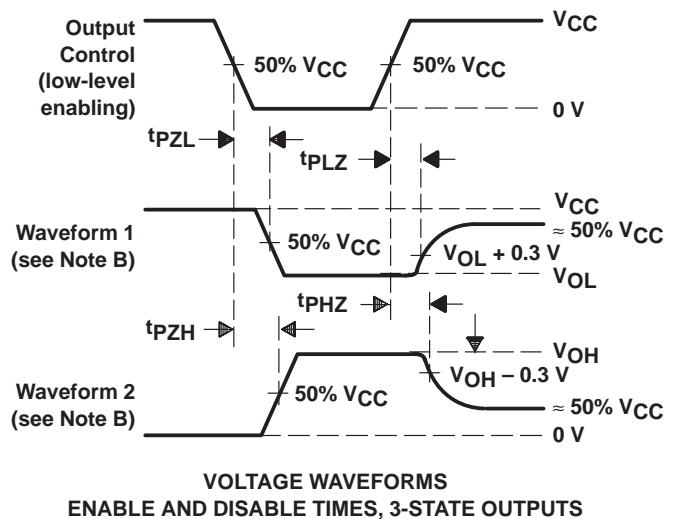 Output
Control
(low-level
enabling)
VCC
50% VCC
50% VCC
0 V
tPZL
tPLZ
Waveform 1
(see Note B)
VCC
50% VCC
≈ 50% VCC
VOL + 0.3 V
VOL
tPHZ
tPZH
Waveform 2
(see Note B)
VOH
VOH – 0.3 V
50% VCC
≈ 50% VCC
0 V
VOLTAGE WAVEFORMS
ENABLE AND DISABLE TIMES, 3-STATE OUTPUTS